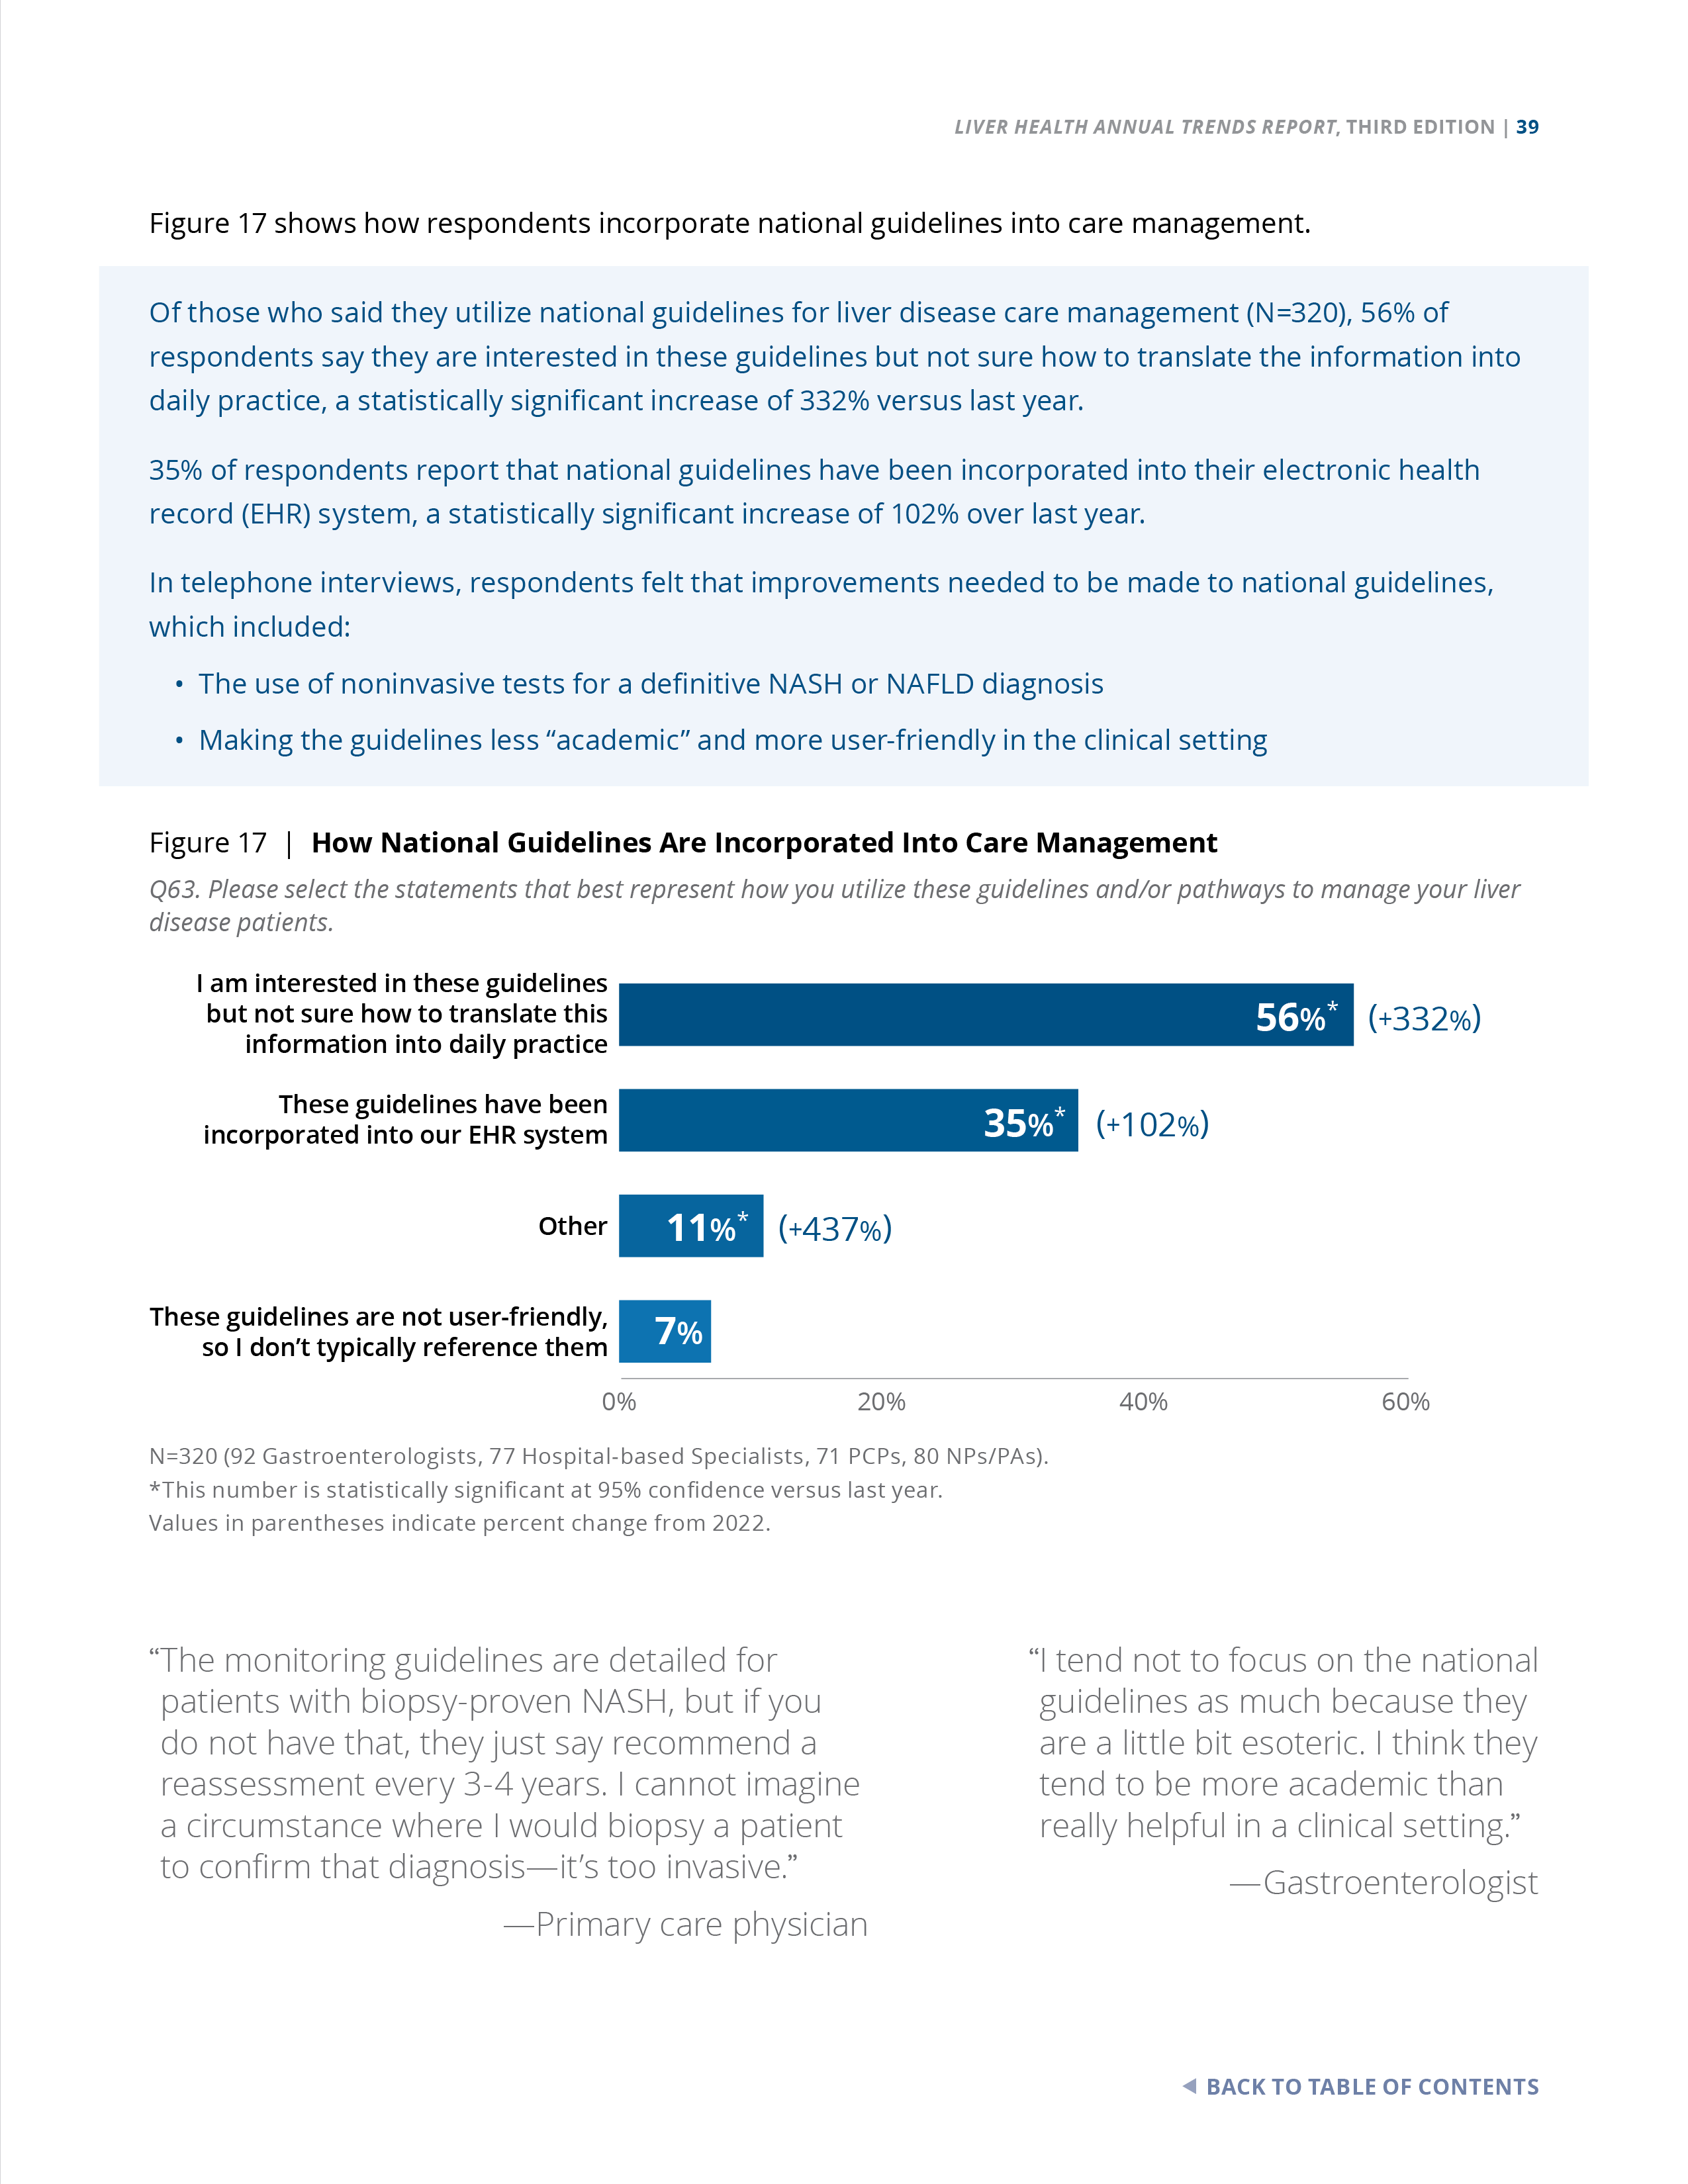 LIVER HEALTH ANNUAL TRENDS REPORT, THIRD EDITION | 39
Figure 17 shows how respondents incorporate national guidelines into care management.
Of those who said they utilize national guidelines for liver disease care management (N=320), 56% of
respondents say they are interested in these guidelines but not sure how to translate the information into
daily practice, a statistically significant increase of 332% versus last year.
35% of respondents report that national guidelines have been incorporated into their electronic health
record (EHR) system, a statistically significant increase of 102% over last year.
In telephone interviews, respondents felt that improvements needed to be made to national guidelines,
which included:
• The use of noninvasive tests for a definitive NASH or NAFLD diagnosis
• Making the guidelines less “academic” and more user-friendly in the clinical setting
Figure 17 | How National Guidelines Are Incorporated Into Care Management
Q63. Please select the statements that best represent how you utilize these guidelines and/or pathways to manage your liver
disease patients.
I am interested in these guidelines
but not sure how to translate this
information into daily practice
56%* (+332%)
These guidelines have been
incorporated into our EHR system
35%* (+102%)
Other
11%* (+437%)
These guidelines are not user-friendly,
so I don’t typically reference them
7%
0% 20% 40% 60%
N=320 (92 Gastroenterologists, 77 Hospital-based Specialists, 71 PCPs, 80 NPs/PAs).
*This number is statistically significant at 95% confidence versus last year.
Values in parentheses indicate percent change from 2022.
“The monitoring guidelines are detailed for
patients with biopsy-proven NASH, but if you
do not have that, they just say recommend a
reassessment every 3-4 years. I cannot imagine
a circumstance where I would biopsy a patient
to confirm that diagnosis—it’s too invasive.”
—Primary care physician
“I tend not to focus on the national
guidelines as much because they
are a little bit esoteric. I think they
tend to be more academic than
really helpful in a clinical setting.”
—Gastroenterologist
◀ BACK TO TABLE OF CONTENTS